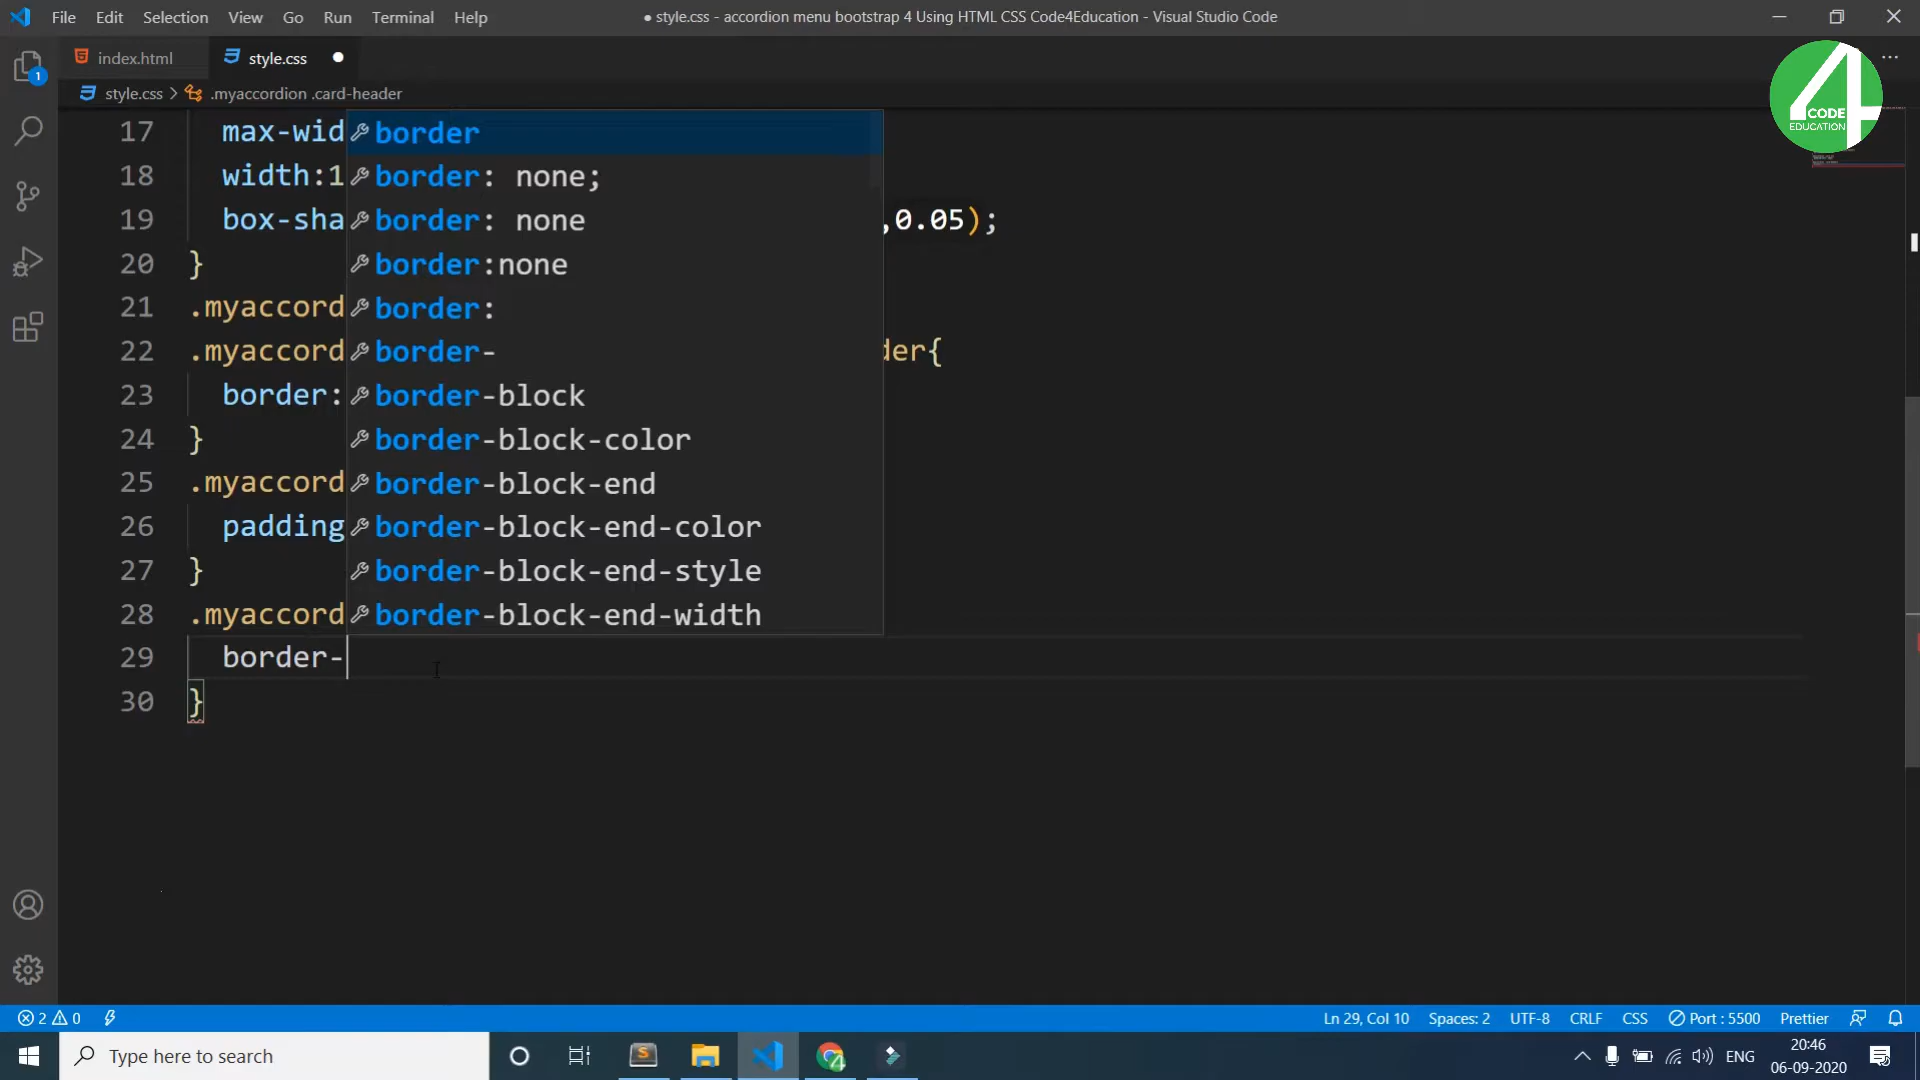 File Edit Selection View Go Run Terminal Help
● style.css - accordion menu bootstrap 4 Using HTML CSS Code4Education - Visual Studio Code
index.html
style.css ●
style.css > .myaccordion .card-header
4 CODE EDUCATION
1
17 max-wid
18 width:1
19 box-sha ,0.05);
20 }
21 .myaccord
22 .myaccord der{
23 border:
24 }
25 .myaccord
26 padding
27 }
28 .myaccord
29 border-
30 }
border
border: none;
border: none
border:none
border:
border-
border-block
border-block-color
border-block-end
border-block-end-color
border-block-end-style
border-block-end-width
2 0
Ln 29, Col 10 Spaces: 2 UTF-8 CRLF CSS Port : 5500 Prettier
Type here to search
ENG
20:46
06-09-2020